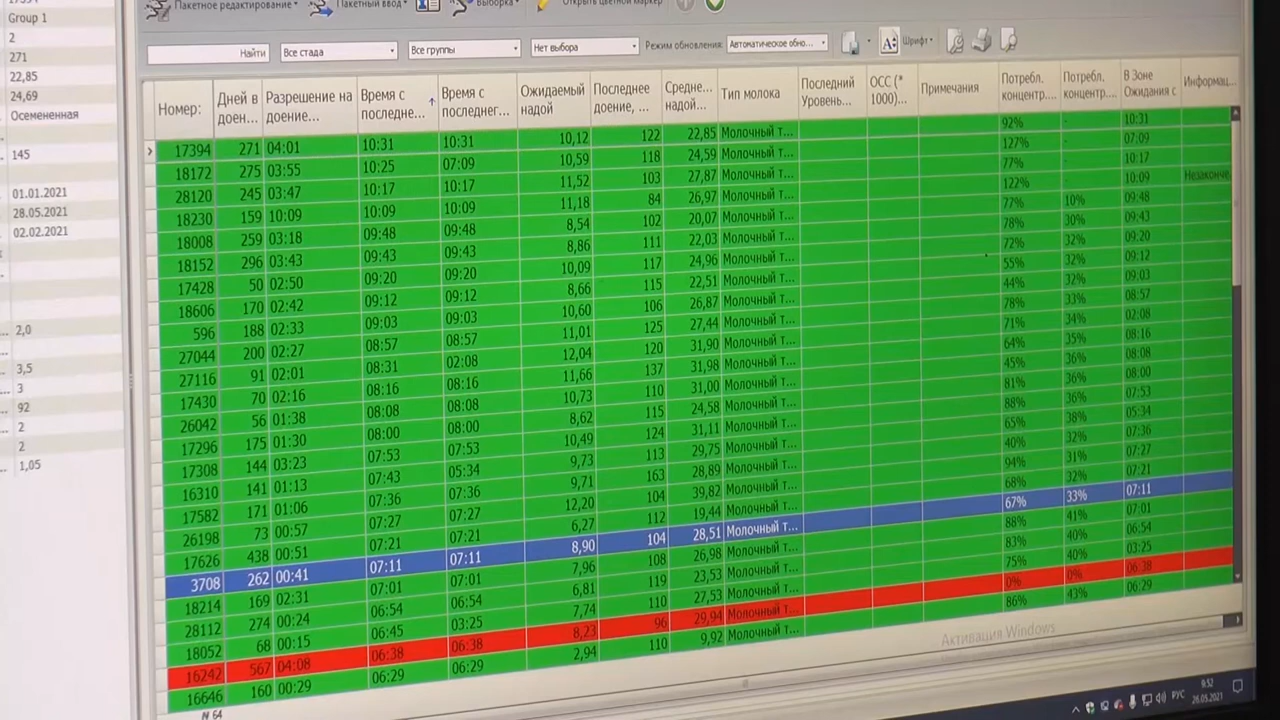 Пакетное редактирование Пакетный ввод Выборка Открыть цветной маркер
Найти Все стада Все группы Нет выбора Режим обновления: Автоматическое обно... Шрифт
Group 1
2
271
22,85
24,69
Осемененная
145
01.01.2021
28.05.2021
02.02.2021
... 2,0
... 3,5
... 3
... 92
... 2
2
... 1,05
Номер: Дней в доен... Разрешение на доение... Время с последне... Время с последнег... Ожидаемый надой Последнее доение, ... Средне... надой... Тип молока Последний Уровень... ОСС (* 1000)... Примечания Потребл. концентр.... Потребл. концентр.... В Зоне Ожидания с Информац...
17394 271 04:01 10:31 10:31 10,12 122 22,85 Молочный т... 92% - 10:31
18172 275 03:55 10:25 07:09 10,59 118 24,59 Молочный т... 127% - 07:09
28120 245 03:47 10:17 10:17 11,52 103 27,87 Молочный т... 77% - 10:17
18230 159 10:09 10:09 10:09 11,18 84 26,97 Молочный т... 122% - 10:09 Незаконче...
18008 259 03:18 09:48 09:48 8,54 102 20,07 Молочный т... 77% 10% 09:48
18152 296 03:43 09:43 09:43 8,86 111 22,03 Молочный т... 78% 30% 09:43
17428 50 02:50 09:20 09:20 10,09 117 24,96 Молочный т... 72% 32% 09:20
18606 170 02:42 09:12 09:12 8,66 115 22,51 Молочный т... 55% 32% 09:12
596 188 02:33 09:03 09:03 10,60 106 26,87 Молочный т... 44% 32% 09:03
27044 200 02:27 08:57 08:57 11,01 125 27,44 Молочный т... 78% 33% 08:57
27116 91 02:01 08:31 02:08 12,04 120 31,90 Молочный т... 71% 34% 02:08
17430 70 02:16 08:16 08:16 11,66 137 31,98 Молочный т... 64% 35% 08:16
26042 56 01:38 08:08 08:08 10,73 110 31,00 Молочный т... 45% 36% 08:08
17296 175 01:30 08:00 08:00 8,62 115 24,58 Молочный т... 81% 36% 08:00
17308 144 03:23 07:53 07:53 10,49 124 31,11 Молочный т... 88% 36% 07:53
16310 141 01:13 07:43 05:34 9,73 113 29,75 Молочный т... 65% 38% 05:34
17582 171 01:06 07:36 07:36 9,71 163 28,89 Молочный т... 40% 32% 07:36
26198 73 00:57 07:27 07:27 12,20 104 39,82 Молочный т... 94% 31% 07:27
17626 438 00:51 07:21 07:21 6,27 112 19,44 Молочный т... 68% 32% 07:21
3708 262 00:41 07:11 07:11 8,90 104 28,51 Молочный т... 67% 33% 07:11
18214 169 02:31 07:01 07:01 7,96 108 26,98 Молочный т... 88% 41% 07:01
28112 274 00:24 06:54 06:54 6,81 119 23,53 Молочный т... 83% 40% 06:54
18052 68 00:15 06:45 03:25 7,74 110 27,53 Молочный т... 75% 40% 03:25
16242 567 04:08 06:38 06:38 8,23 96 29,94 Молочный т... 0% 0% 06:38
16646 160 00:29 06:29 06:29 2,94 110 9,92 Молочный т... 86% 43% 06:29
N 64
Активация Windows
РУС 9:52
26.05.2021